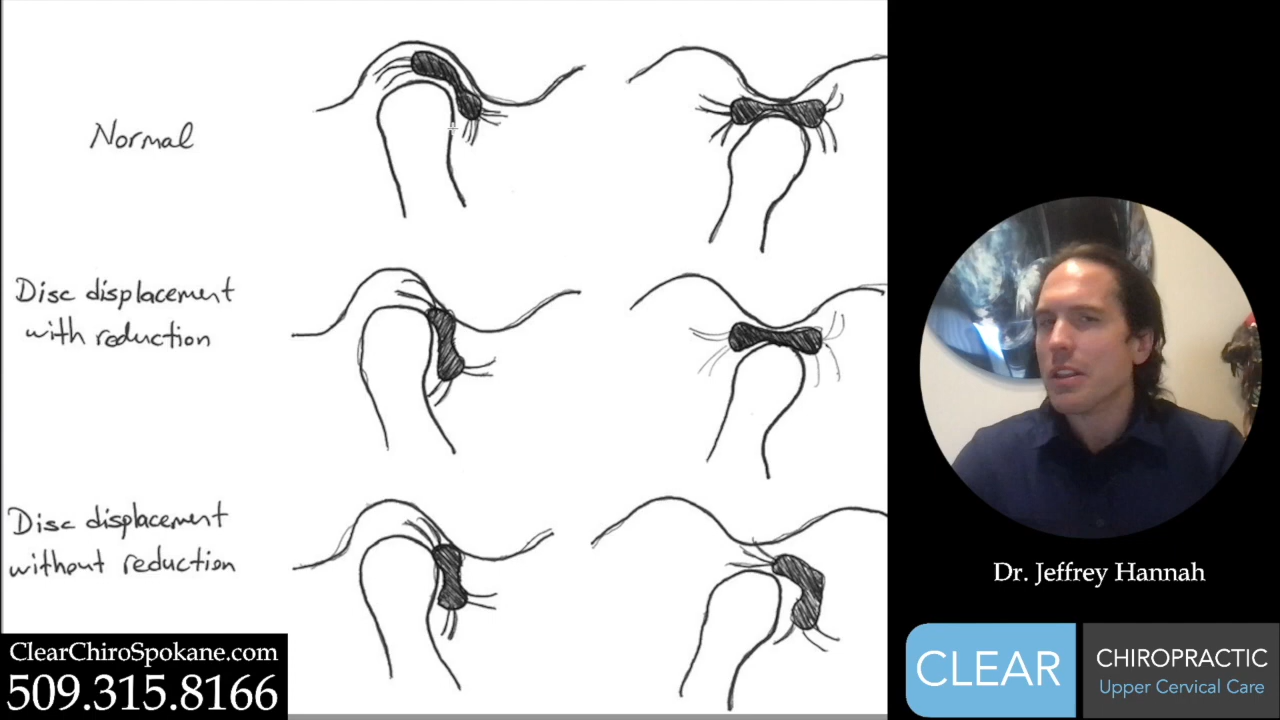 Normal
Disc displacement
with reduction
Disc displacement
without reduction
ClearChiroSpokane.com
509.315.8166
Dr. Jeffrey Hannah
CLEAR
CHIROPRACTIC
Upper Cervical Care